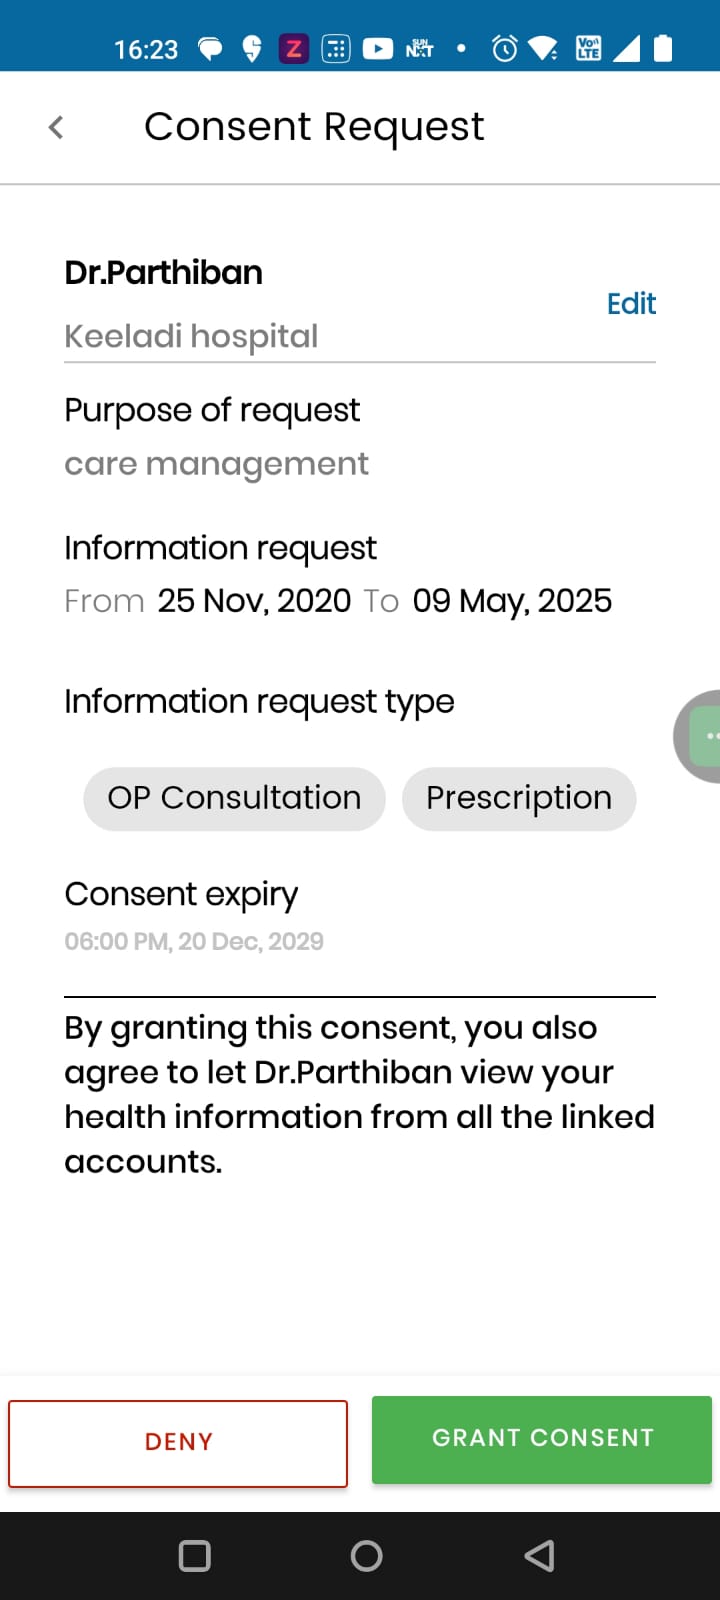 16:23 Z SUN NXT VoLTE
Consent Request
Dr.Parthiban
Edit
Keeladi hospital
Purpose of request
care management
Information request
From 25 Nov, 2020 To 09 May, 2025
Information request type
OP Consultation Prescription
Consent expiry
06:00 PM, 20 Dec, 2029
By granting this consent, you also
agree to let Dr.Parthiban view your
health information from all the linked
accounts.
DENY GRANT CONSENT